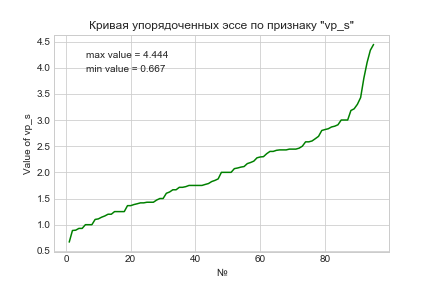 Кривая упорядоченных эссе по признаку "vp_s"
4.5
max value = 4.444
4.0
min value = 0.667
3.5
3.0
Value of vp_s
2.5
2.0
1.5
1.0
0.5
0 20 40 60 80
№